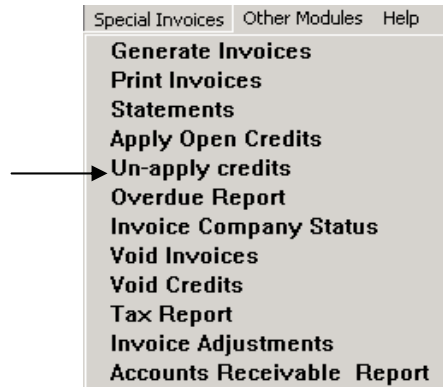 Special Invoices Other Modules Help
Generate Invoices
Print Invoices
Statements
Apply Open Credits
Un-apply credits
Overdue Report
Invoice Company Status
Void Invoices
Void Credits
Tax Report
Invoice Adjustments
Accounts Receivable Report